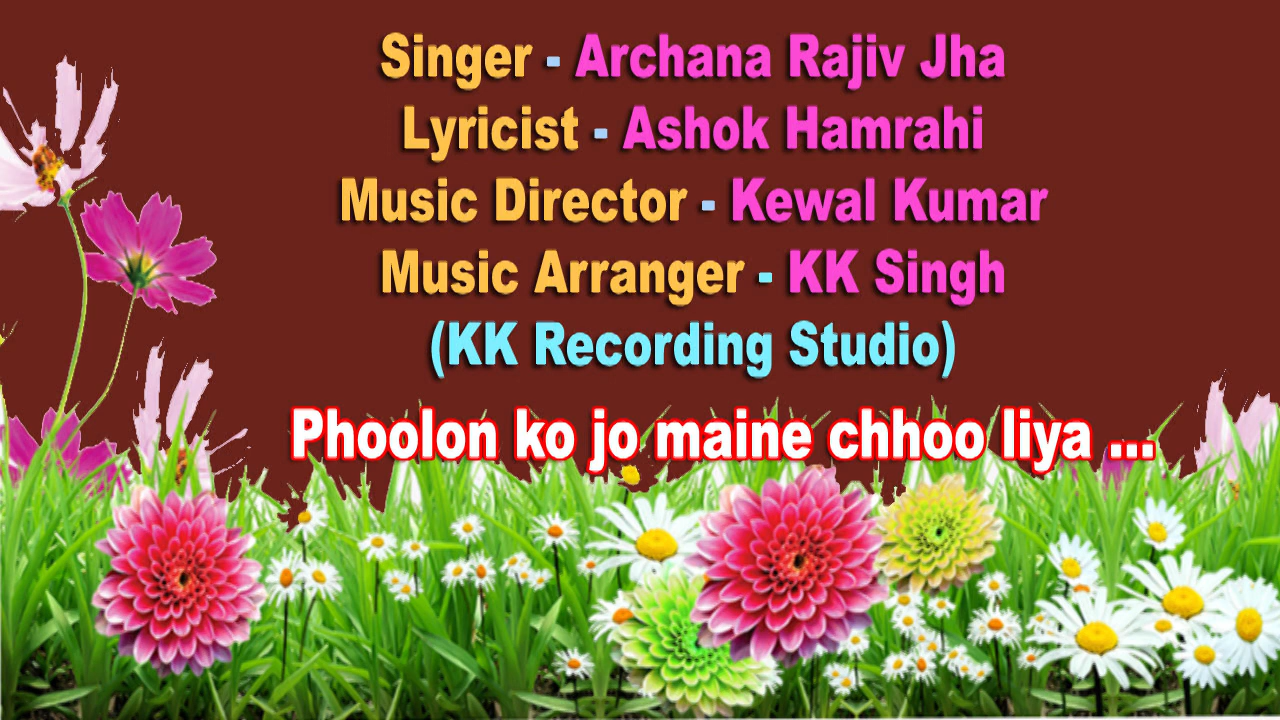 Singer - Archana Rajiv Jha
Lyricist - Ashok Hamrahi
Music Director - Kewal Kumar
Music Arranger - KK Singh
(KK Recording Studio)
Phoolon ko jo maine chhoo liya ...